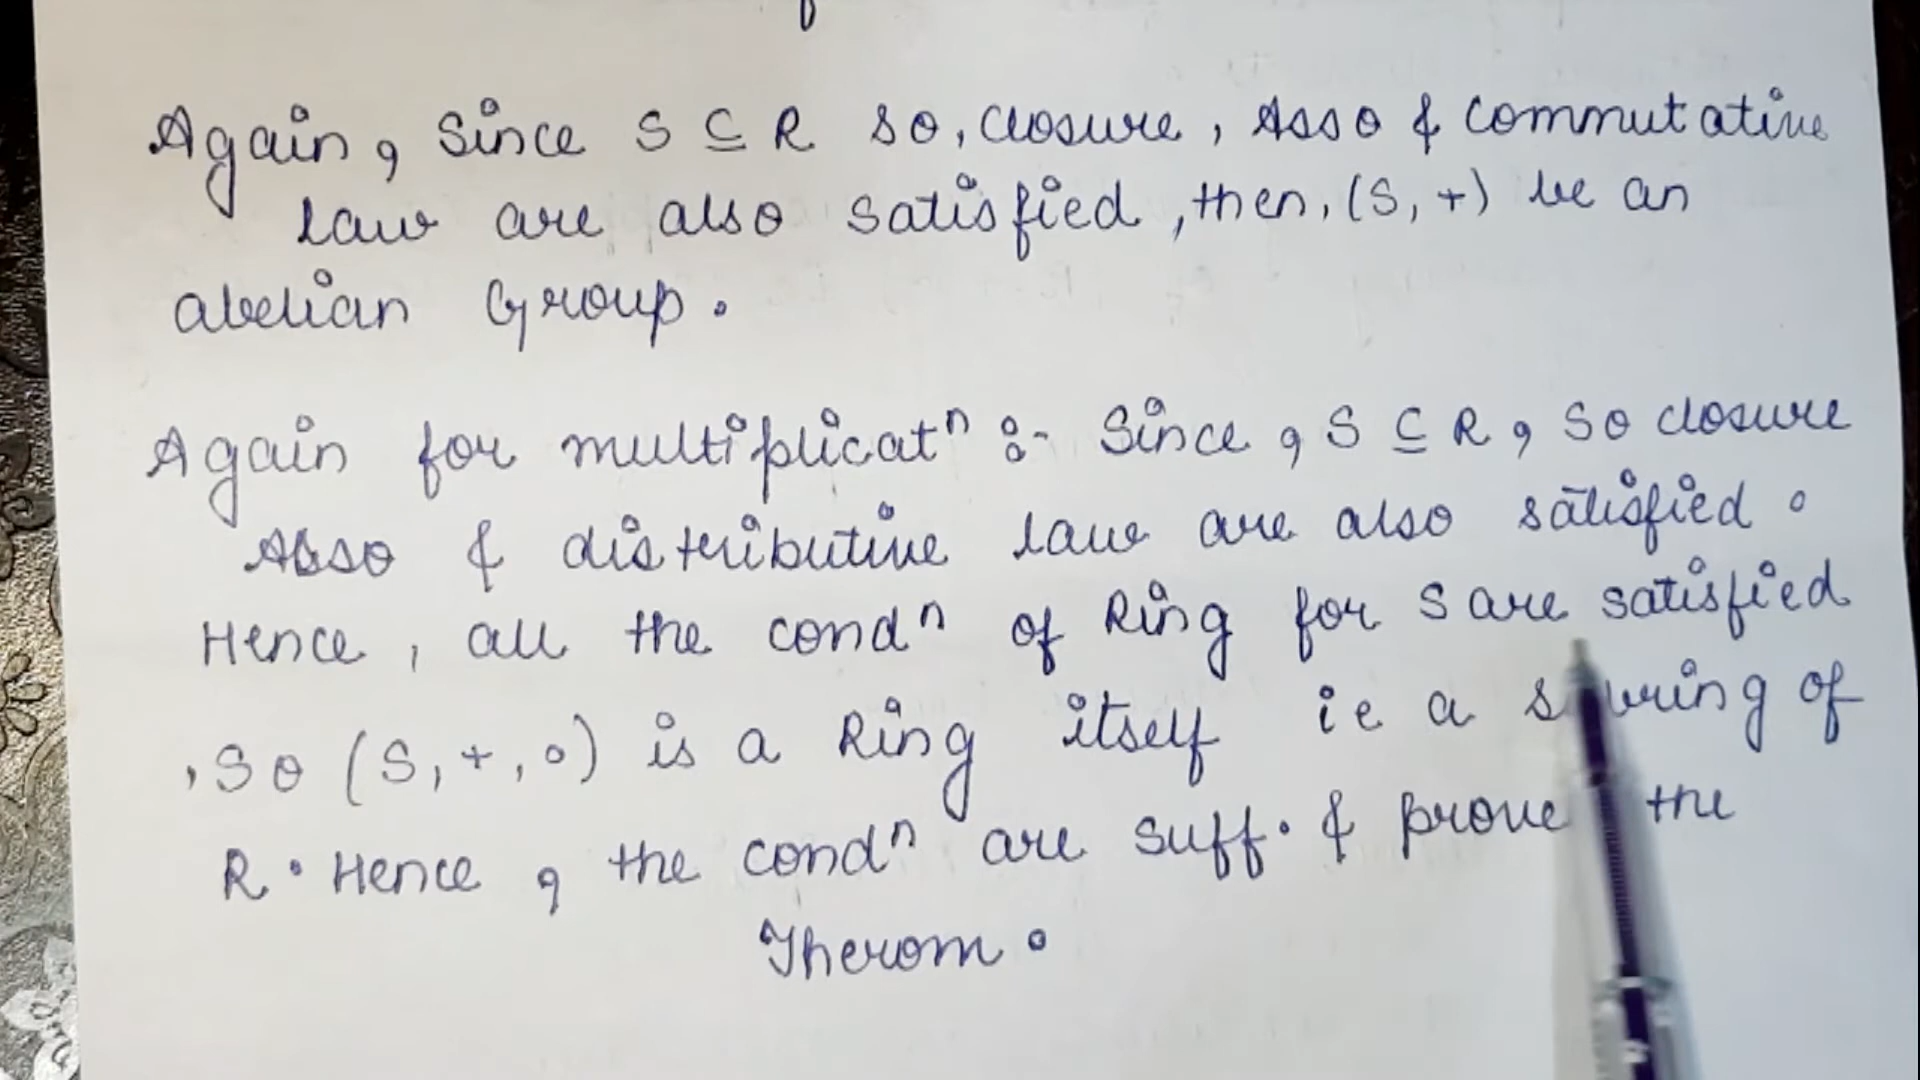 Again, Since S ⊆ R so, closure, Asso & commutative
law are also satisfied, then, (S, +) be an
abelian Group.
Again for multiplicatⁿ :- Since, S ⊆ R, So closure
Asso & distributive law are also satisfied.
Hence, all the condⁿ of Ring for S are satisfied
, So (S, +, ∘) is a Ring itself ie a of
R. Hence, the condⁿ are suff. & prove the
Therom.